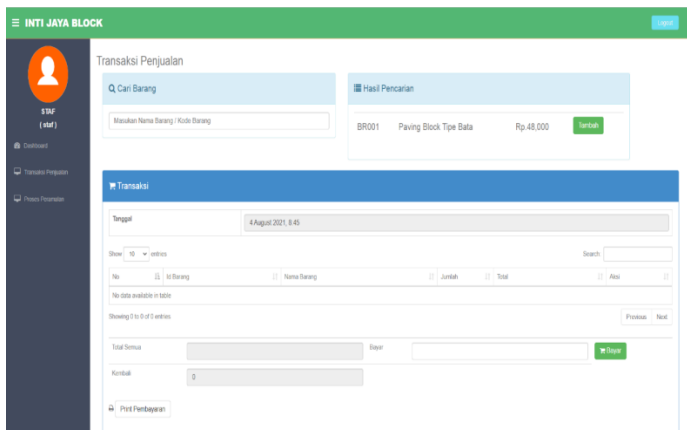 INTI JAYA BLOCK
Logout
STAF
( staf )
Dashboard
Transaksi Penjualan
Proses Peramalan
Transaksi Penjualan
Cari Barang
Masukan Nama Barang / Kode Barang
Hasil Pencarian
BR001 Paving Block Tipe Bata Rp.48,000 Tambah
Transaksi
Tanggal 4 August 2021, 8:45
Show 10 entries Search
No Id Barang Nama Barang Jumlah Total Aksi
No data available in table
Showing 0 to 0 of 0 entries Previous Next
Total Semua Bayar Bayar
Kembali 0
Print Pembayaran